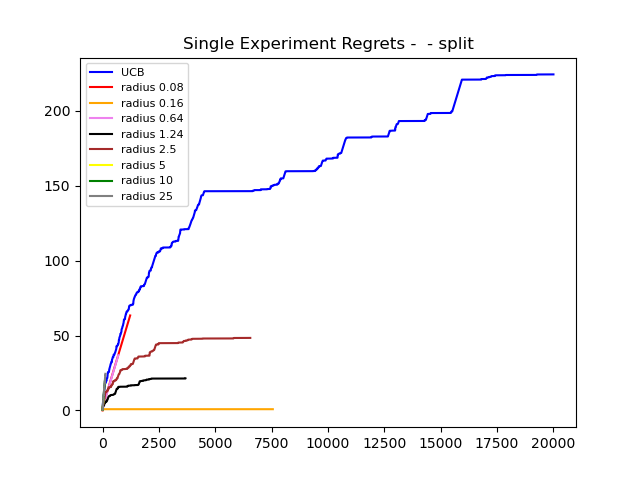 Single Experiment Regrets -  - split
UCB
radius 0.08
radius 0.16
radius 0.64
radius 1.24
radius 2.5
radius 5
radius 10
radius 25
200
150
100
50
0
0 2500 5000 7500 10000 12500 15000 17500 20000